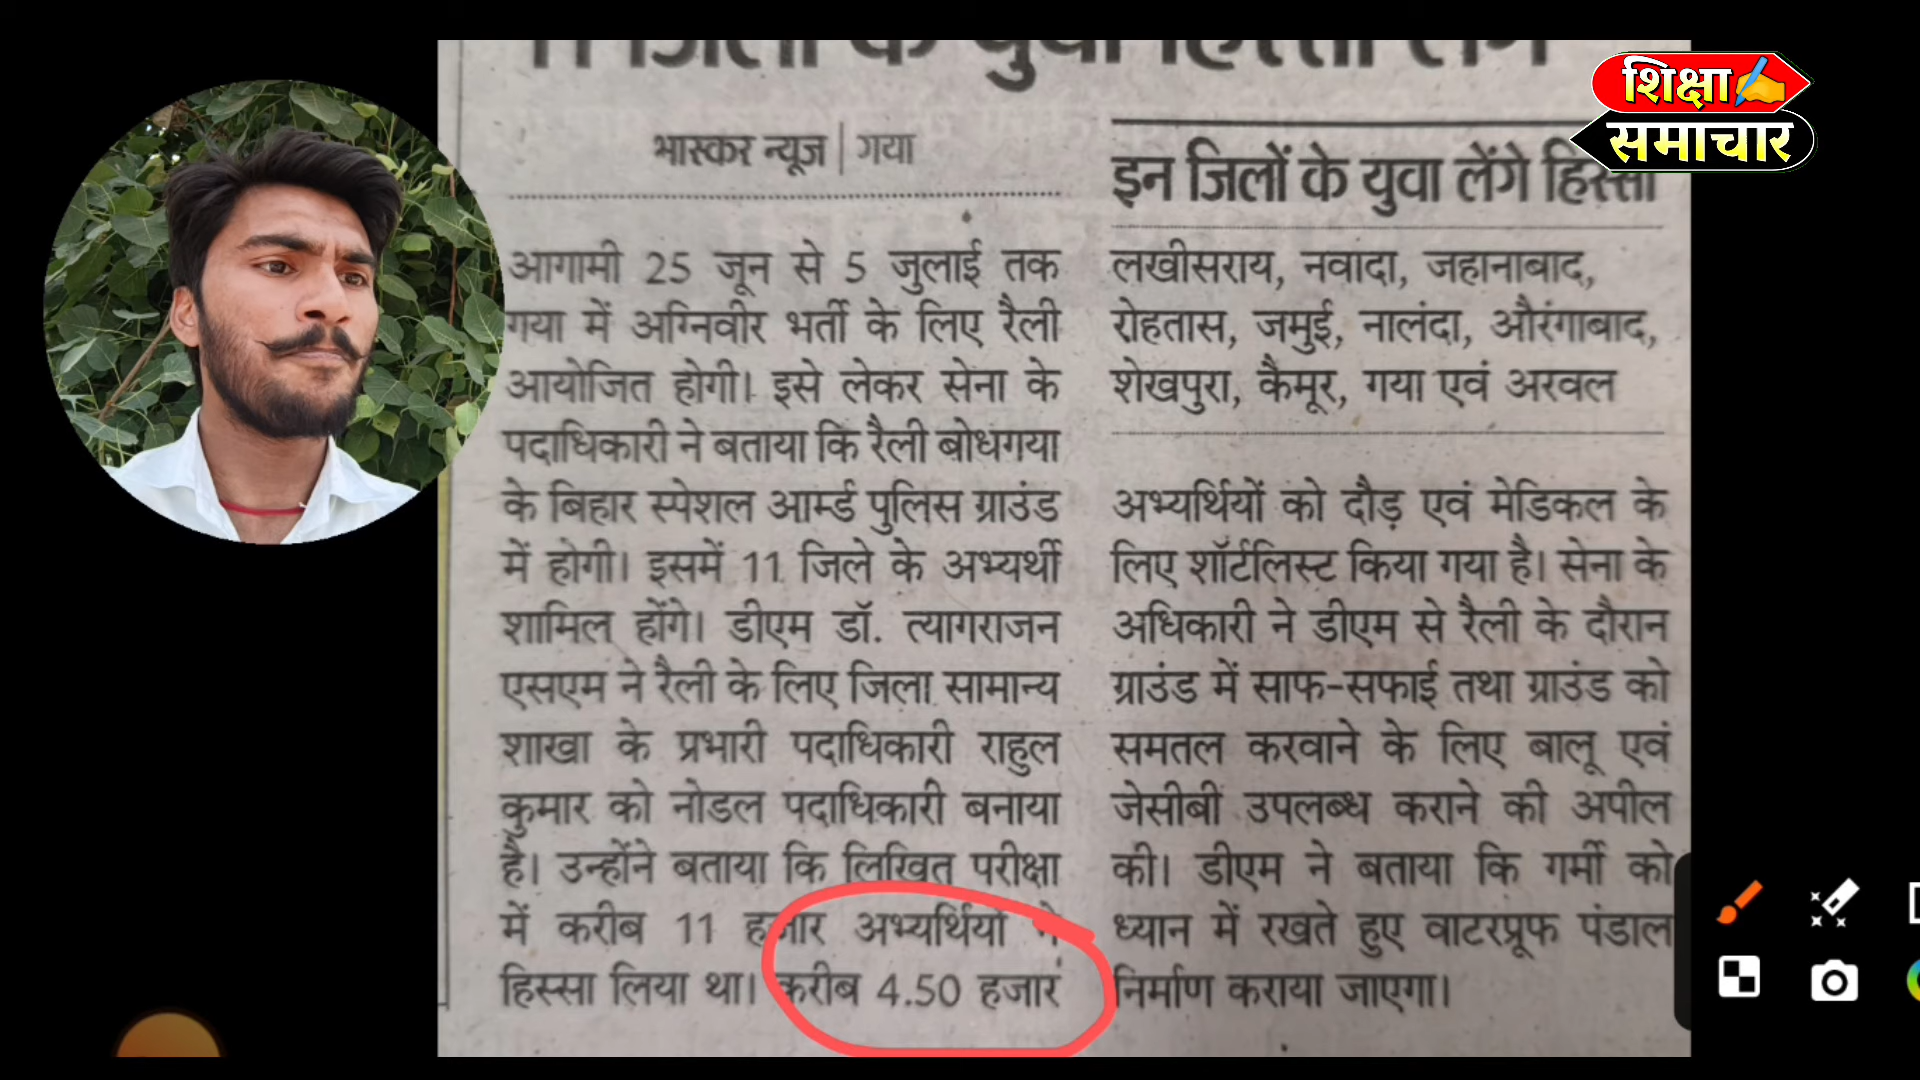 11 जिलों के युवा हिस्सा लेंगे
शिक्षा
समाचार
भास्कर न्यूज | गया
आगामी 25 जून से 5 जुलाई तक
गया में अग्निवीर भर्ती के लिए रैली
आयोजित होगी। इसे लेकर सेना के
पदाधिकारी ने बताया कि रैली बोधगया
के बिहार स्पेशल आर्म्ड पुलिस ग्राउंड
में होगी। इसमें 11 जिले के अभ्यर्थी
शामिल होंगे। डीएम डॉ. त्यागराजन
एसएम ने रैली के लिए जिला सामान्य
शाखा के प्रभारी पदाधिकारी राहुल
कुमार को नोडल पदाधिकारी बनाया
है। उन्होंने बताया कि लिखित परीक्षा
में करीब 11 हजार अभ्यर्थियों ने
हिस्सा लिया था। करीब 4.50 हजार
इन जिलों के युवा लेंगे हिस्सा
लखीसराय, नवादा, जहानाबाद,
रोहतास, जमुई, नालंदा, औरंगाबाद,
शेखपुरा, कैमूर, गया एवं अरवल
अभ्यर्थियों को दौड़ एवं मेडिकल के
लिए शॉर्टलिस्ट किया गया है। सेना के
अधिकारी ने डीएम से रैली के दौरान
ग्राउंड में साफ-सफाई तथा ग्राउंड को
समतल करवाने के लिए बालू एवं
जेसीबी उपलब्ध कराने की अपील
की। डीएम ने बताया कि गर्मी को
ध्यान में रखते हुए वाटरप्रूफ पंडाल
निर्माण कराया जाएगा।